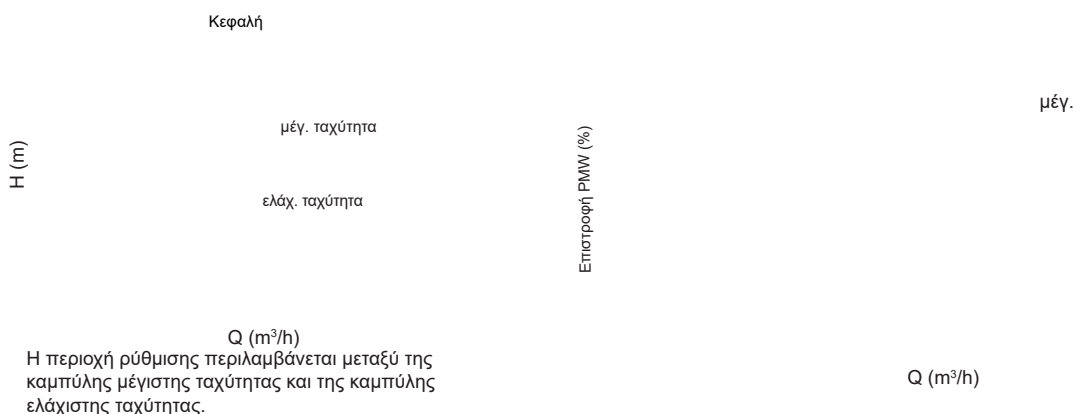 Κεφαλή
μέγ. ταχύτητα
H (m)
ελάχ. ταχύτητα
Q (m³/h)
Η περιοχή ρύθμισης περιλαμβάνεται μεταξύ της
καμπύλης μέγιστης ταχύτητας και της καμπύλης
ελάχιστης ταχύτητας.
μέγ.
Επιστροφή PMW (%)
Q (m³/h)